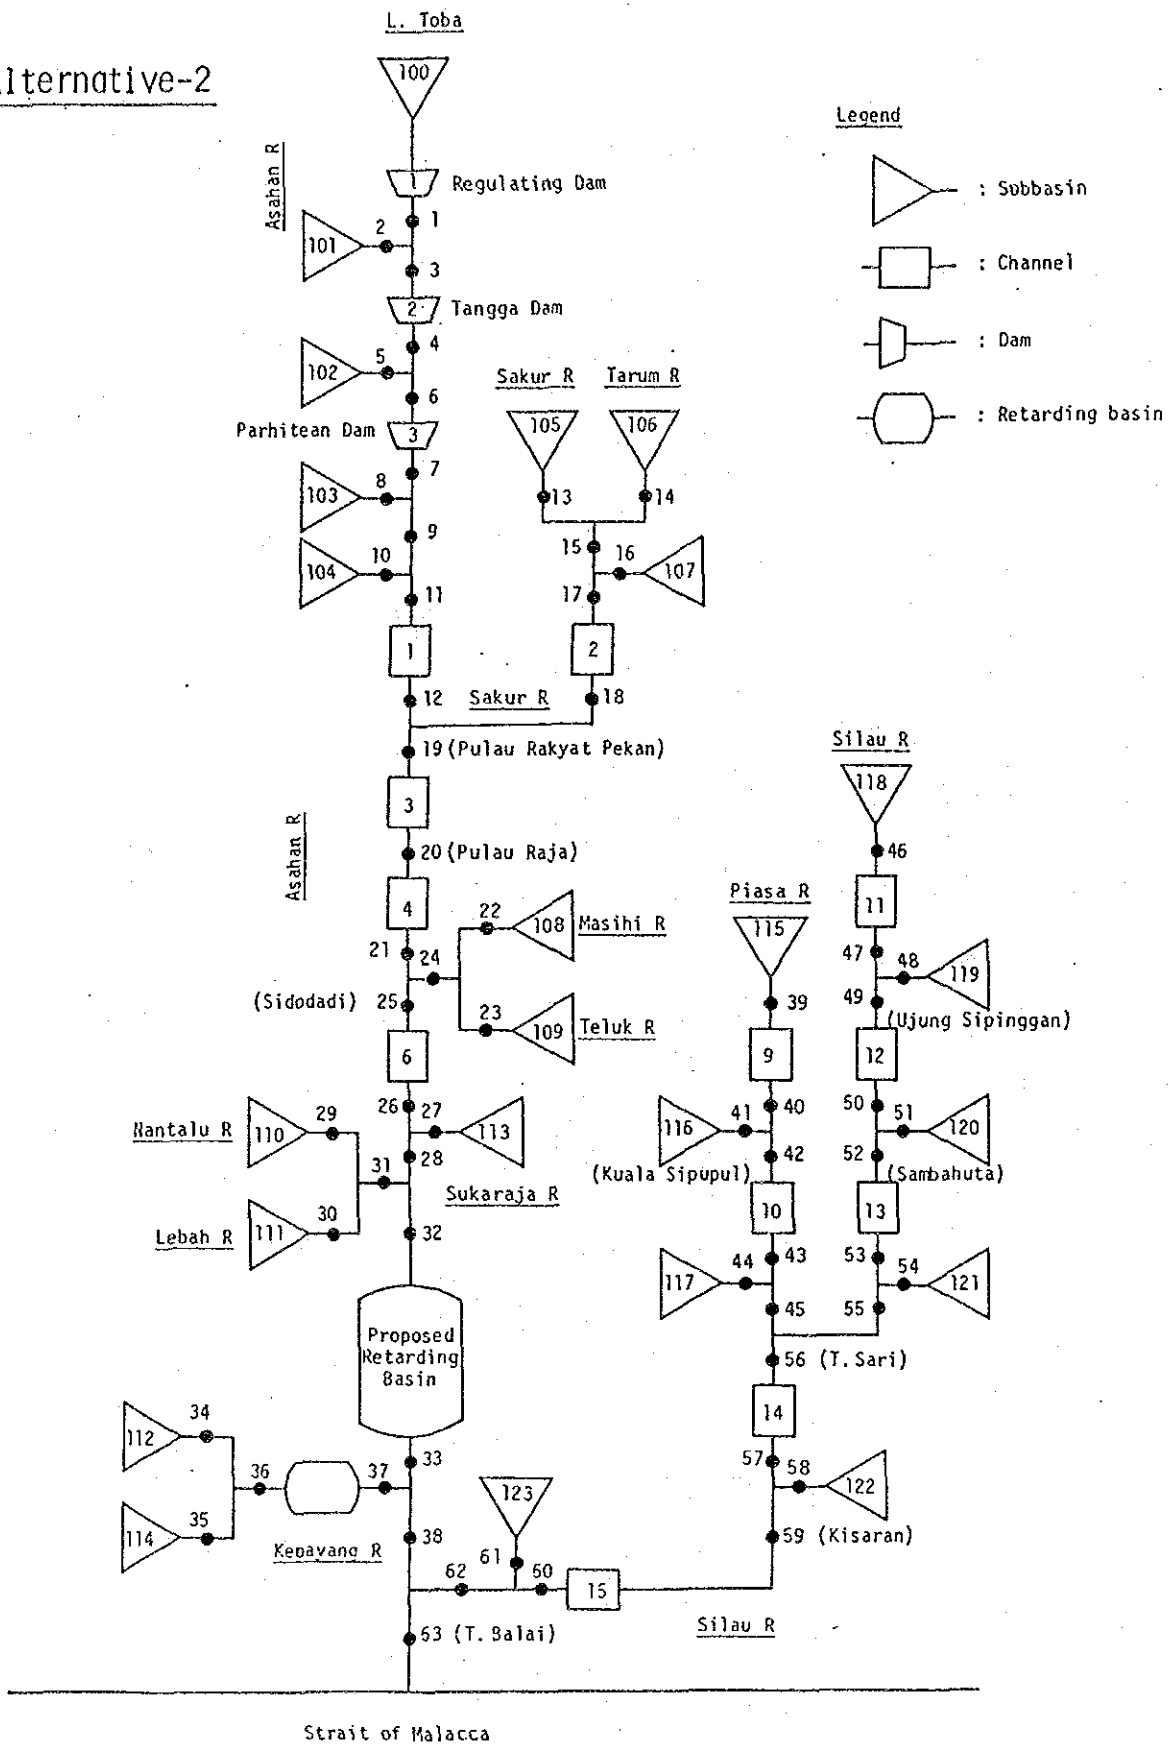 L. Toba
lternative-2
100
Legend
Asahan R
1
Regulating Dam
: Subbasin
101
2
1
3
: Channel
2
Tangga Dam
4
: Dam
102
5
6
Sakur R
Tarum R
Parhitean Dam
3
105
106
: Retarding basin
7
103
8
13
14
9
15
16
104
10
107
11
17
1
2
12
Sakur R
18
19 (Pulau Rakyat Pekan)
Silau R
118
3
Asahan R
20 (Pulau Raja)
46
4
22
108
Masihi R
Piasa R
11
21
24
115
47
48
119
(Sidodadi)
25
23
109
Teluk R
39
49
(Ujung Sipinggan)
6
9
12
26
27
113
40
50
Nantalu R
110
29
116
41
51
120
28
42
52
31
(Kuala Sipupul)
(Sambahuta)
Sukaraja R
Lebah R
111
30
32
10
13
43
53
117
44
54
121
45
55
Proposed
Retarding
Basin
56 (T. Sari)
14
112
34
33
57
58
122
36
37
123
114
35
38
59 (Kisaran)
Kepayang R
61
62
60
15
Silau R
63 (T. Balai)
Strait of Malacca